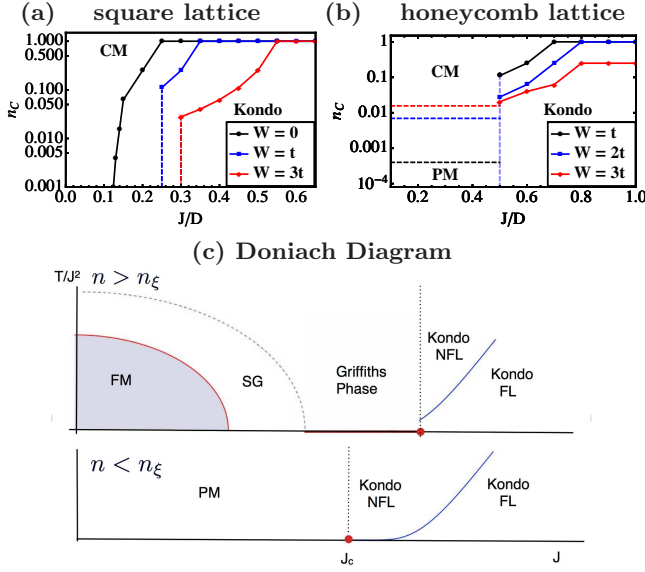 (a) square lattice
CM
Kondo
W = 0
W = t
W = 3t
n_C
1.000
0.500
0.100
0.050
0.010
0.005
0.001
0.0 0.1 0.2 0.3 0.4 0.5 0.6
J/D
(b) honeycomb lattice
CM
Kondo
PM
W = t
W = 2t
W = 3t
n_C
1
0.1
0.01
0.001
10⁻⁴
0.2 0.4 0.6 0.8 1.0
J/D
(c) Doniach Diagram
T/J²
n > n_ξ
FM
SG
Griffiths
Phase
Kondo
NFL
Kondo
FL
n < n_ξ
PM
Kondo
NFL
Kondo
FL
J_c
J